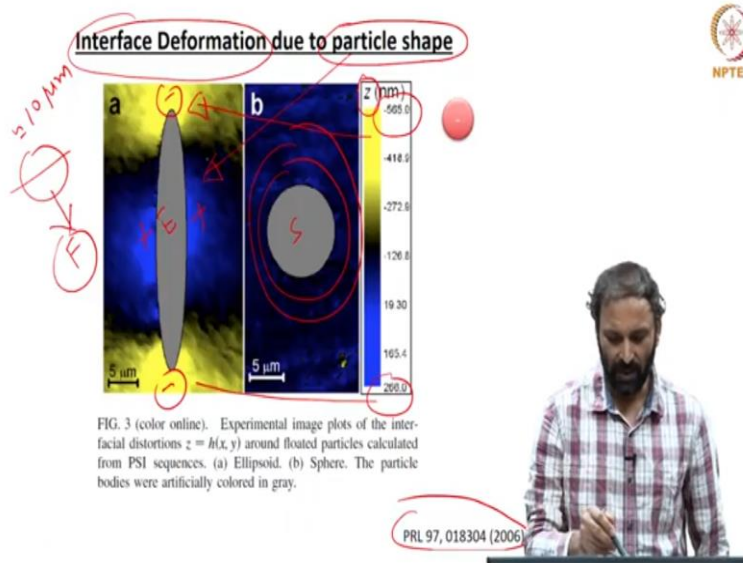 Interface Deformation due to particle shape
NPTE
≈10 μm
a
b
z (nm)
-565.0
-418.9
-272.9
-126.8
19.30
165.4
266.0
E
S
F
5 μm
5 μm
FIG. 3 (color online). Experimental image plots of the inter-
facial distortions z = h(x, y) around floated particles calculated
from PSI sequences. (a) Ellipsoid. (b) Sphere. The particle
bodies were artificially colored in gray.
PRL 97, 018304 (2006)